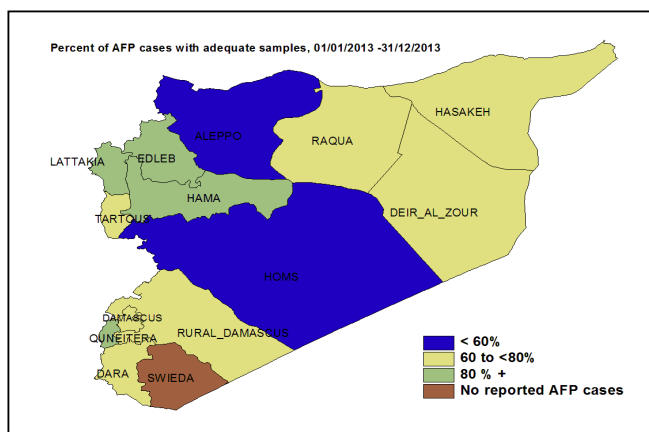 Percent of AFP cases with adequate samples, 01/01/2013 -31/12/2013
HASAKEH
ALEPPO
RAQUA
LATTAKIA
EDLEB
HAMA
DEIR_AL_ZOUR
TARTOUS
HOMS
DAMASCUS
QUNEITERA
RURAL_DAMASCUS
DARA
SWIEDA
< 60%
60 to <80%
80 % +
No reported AFP cases